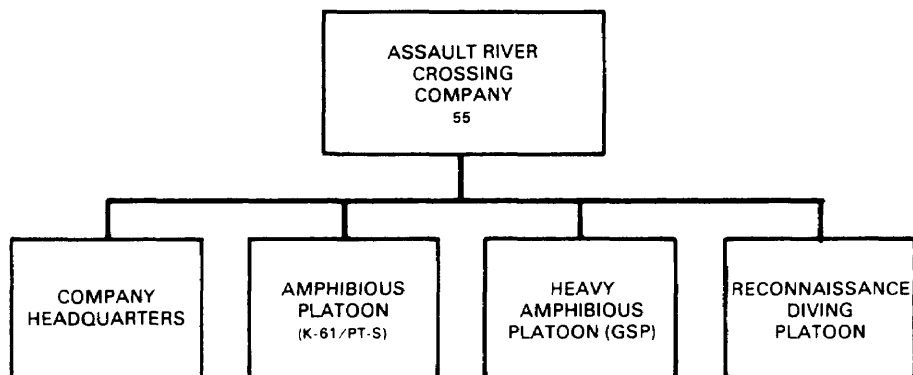 ASSAULT RIVER
CROSSING
COMPANY
55
COMPANY
HEADQUARTERS
AMPHIBIOUS
PLATOON
(K-61/PT-S)
HEAVY
AMPHIBIOUS
PLATOON (GSP)
RECONNAISSANCE
DIVING
PLATOON